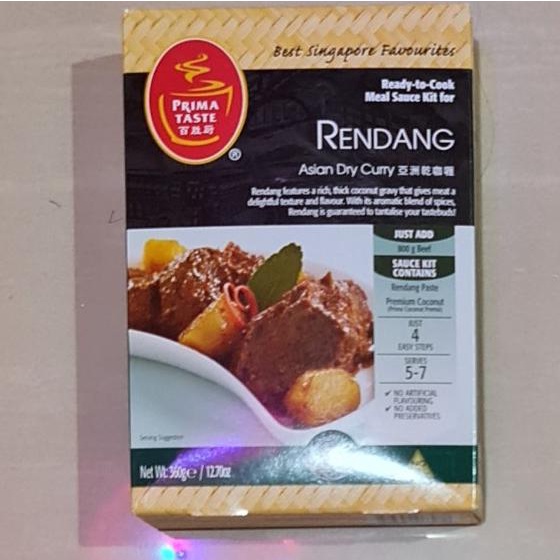 Best Singapore Favourites
PRIMA
TASTE
百胜厨
®
Ready-to-Cook
Meal Sauce Kit for
RENDANG
Asian Dry Curry 亞洲乾咖喱
Rendang features a rich, thick coconut gravy that gives meat a
delightful texture and flavour. With its aromatic blend of spices,
Rendang is guaranteed to tantalise your tastebuds!
JUST ADD
800 g Beef
SAUCE KIT
CONTAINS
Rendang Paste
Premium Coconut
(Prima Coconut Premix)
JUST
4
EASY STEPS
SERVES
5-7
✓ NO ARTIFICIAL
FLAVOURING
✓ NO ADDED
PRESERVATIVES
Serving Suggestion
Net Wt: 360g℮ / 12.70oz